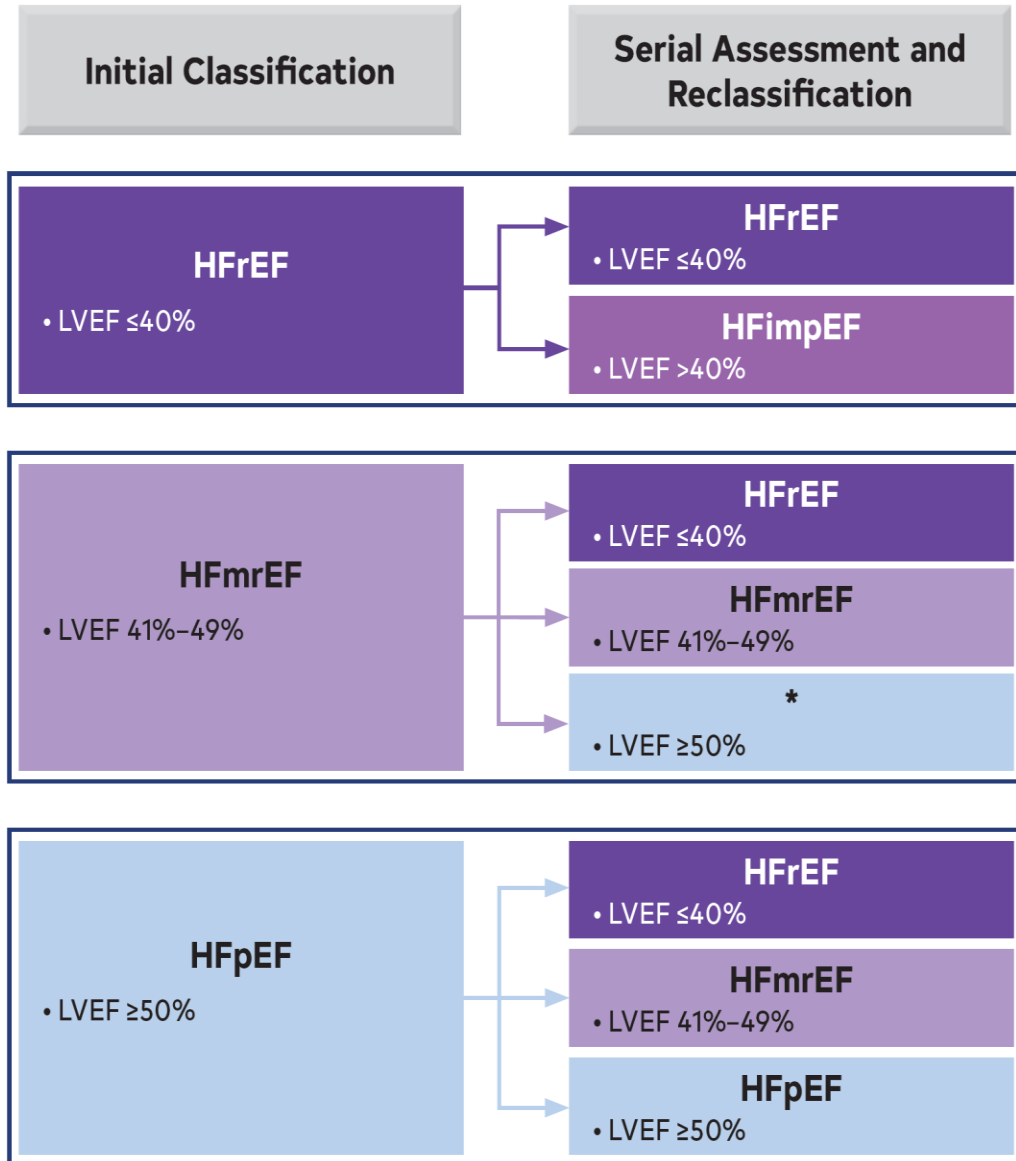 Initial Classification
Serial Assessment and
Reclassification
HFrEF
• LVEF ≤40%
HFrEF
• LVEF ≤40%
HFimpEF
• LVEF >40%
HFmrEF
• LVEF 41%–49%
HFrEF
• LVEF ≤40%
HFmrEF
• LVEF 41%–49%
*
• LVEF ≥50%
HFpEF
• LVEF ≥50%
HFrEF
• LVEF ≤40%
HFmrEF
• LVEF 41%–49%
HFpEF
• LVEF ≥50%